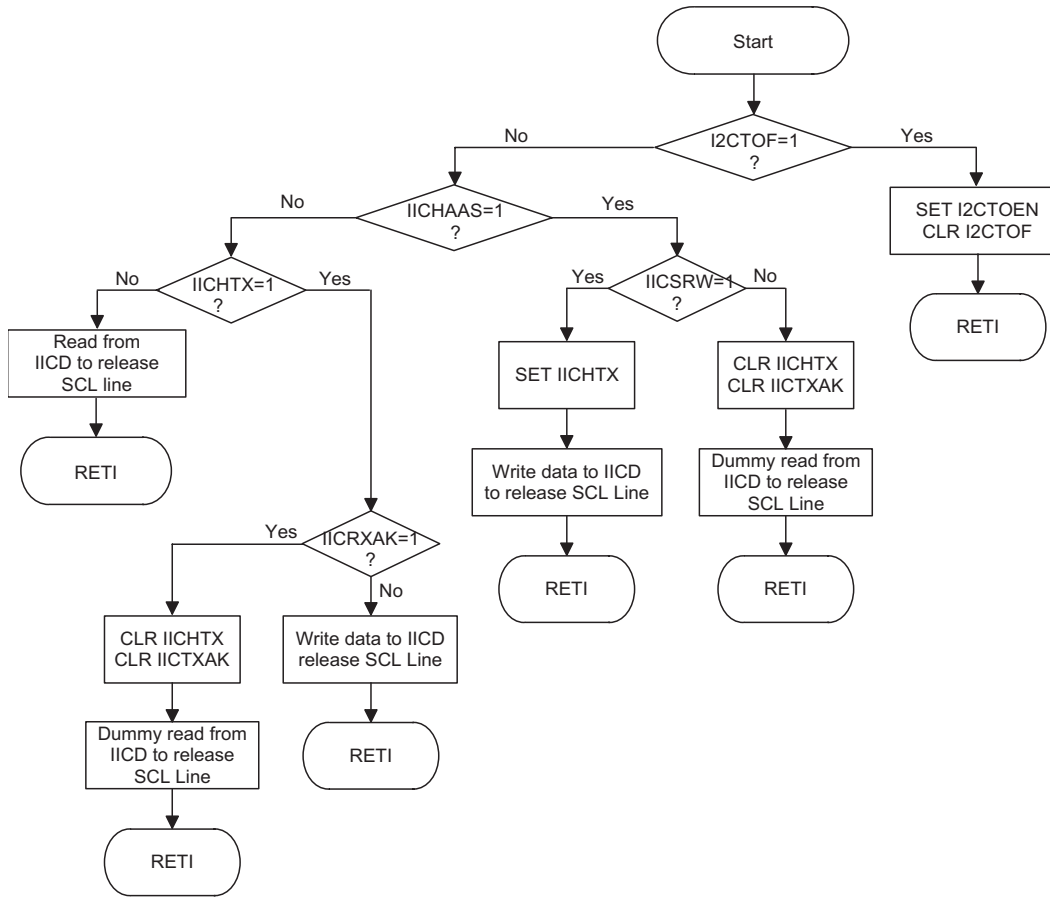 Start
I2CTOF=1
?
No
Yes
IICHAAS=1
?
No
Yes
SET I2CTOEN
CLR I2CTOF
RETI
IICHTX=1
?
No
Yes
IICSRW=1
?
Yes
No
Read from
IICD to release
SCL line
RETI
SET IICHTX
CLR IICHTX
CLR IICTXAK
Write data to IICD
to release SCL Line
Dummy read from
IICD to release
SCL Line
RETI
RETI
IICRXAK=1
?
Yes
No
CLR IICHTX
CLR IICTXAK
Write data to IICD
release SCL Line
Dummy read from
IICD to release
SCL Line
RETI
RETI